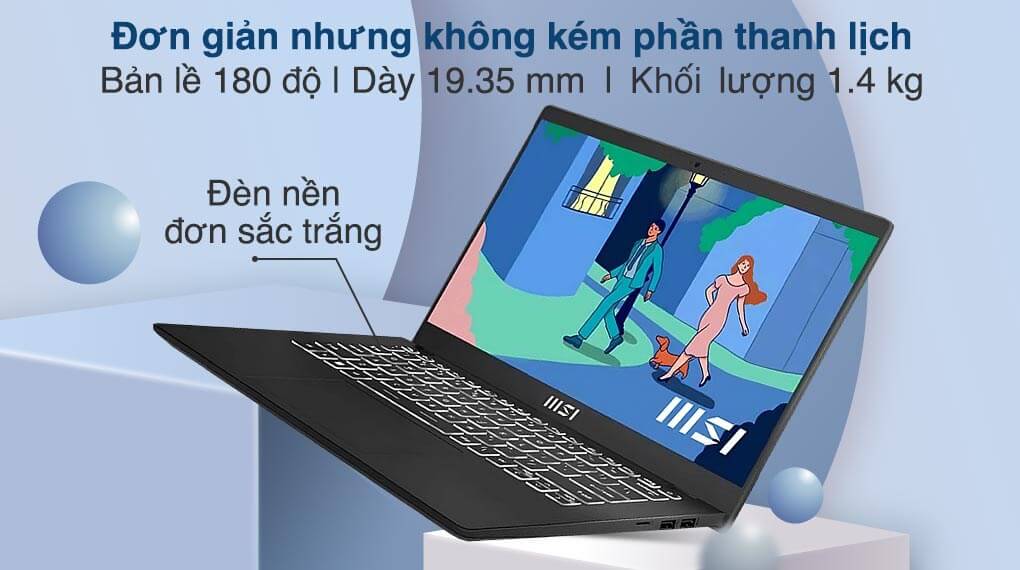 Đơn giản nhưng không kém phần thanh lịch
Bản lề 180 độ | Dày 19.35 mm | Khối lượng 1.4 kg
Đèn nền
đơn sắc trắng
msi
msi